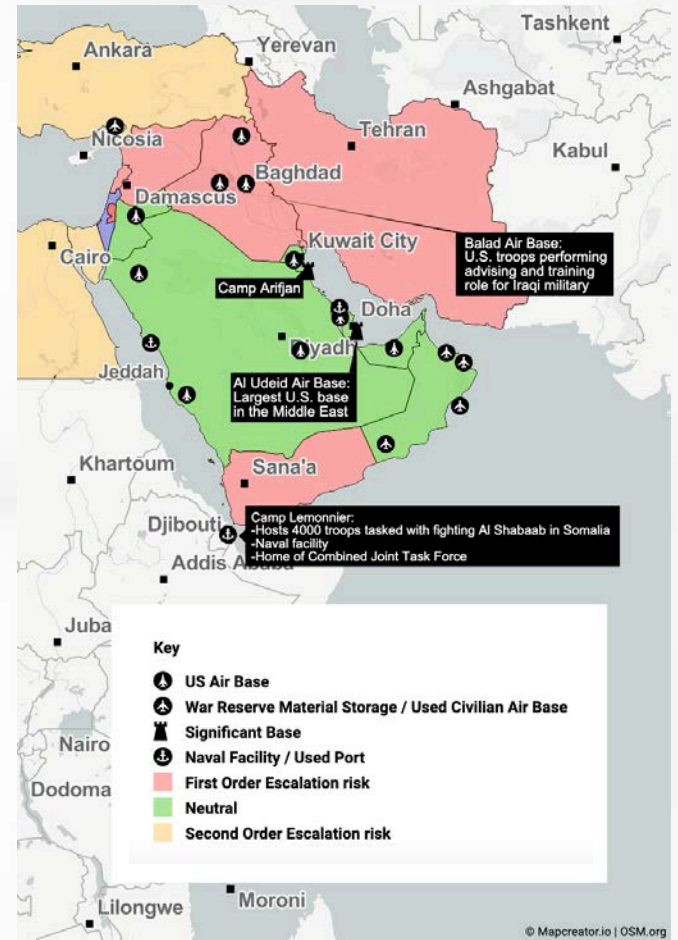 Tashkent
Ankara
Yerevan
Ashgabat
Nicosia
Tehran
Kabul
Baghdad
Damascus
Cairo
Kuwait City
Balad Air Base:
U.S. troops performing
advising and training
role for Iraqi military
Camp Arifjan
Doha
Riyadh
Jeddah
Al Udeid Air Base:
Largest U.S. base
in the Middle East
Khartoum
Sana'a
Djibouti
Camp Lemonnier:
-Hosts 4000 troops tasked with fighting Al Shabaab in Somalia
-Naval facility
-Home of Combined Joint Task Force
Addis Ababa
Juba
Key
US Air Base
War Reserve Material Storage / Used Civilian Air Base
Significant Base
Naval Facility / Used Port
First Order Escalation risk
Neutral
Second Order Escalation risk
Nairo
Dodoma
Moroni
Lilongwe
© Mapcreator.io | OSM.org